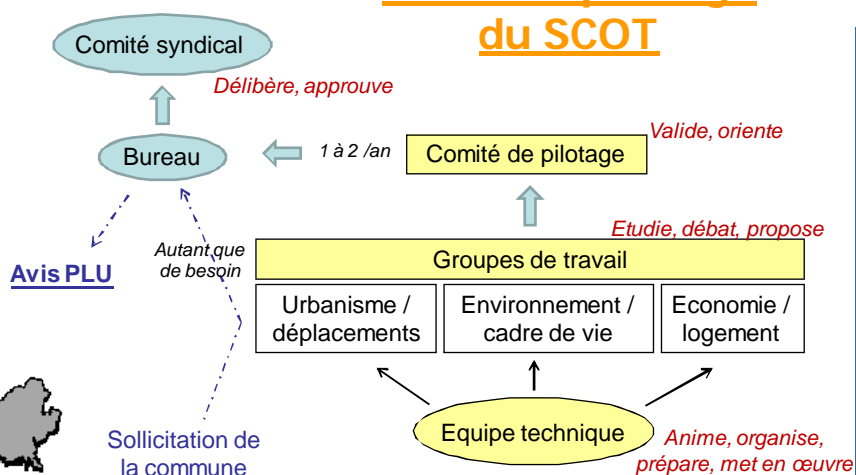 du SCOT
Comité syndical
Délibère, approuve
Bureau
1 à 2 /an
Comité de pilotage
Valide, oriente
Etudie, débat, propose
Autant que
de besoin
Groupes de travail
Avis PLU
Urbanisme /
déplacements
Environnement /
cadre de vie
Economie /
logement
Equipe technique
Anime, organise,
prépare, met en œuvre
Sollicitation de
la commune